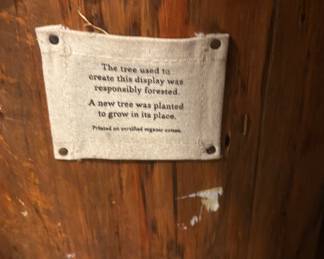 The tree used to
create this display was
responsibly forested.
A new tree was planted
to grow in its place.
Printed on certified organic cotton.